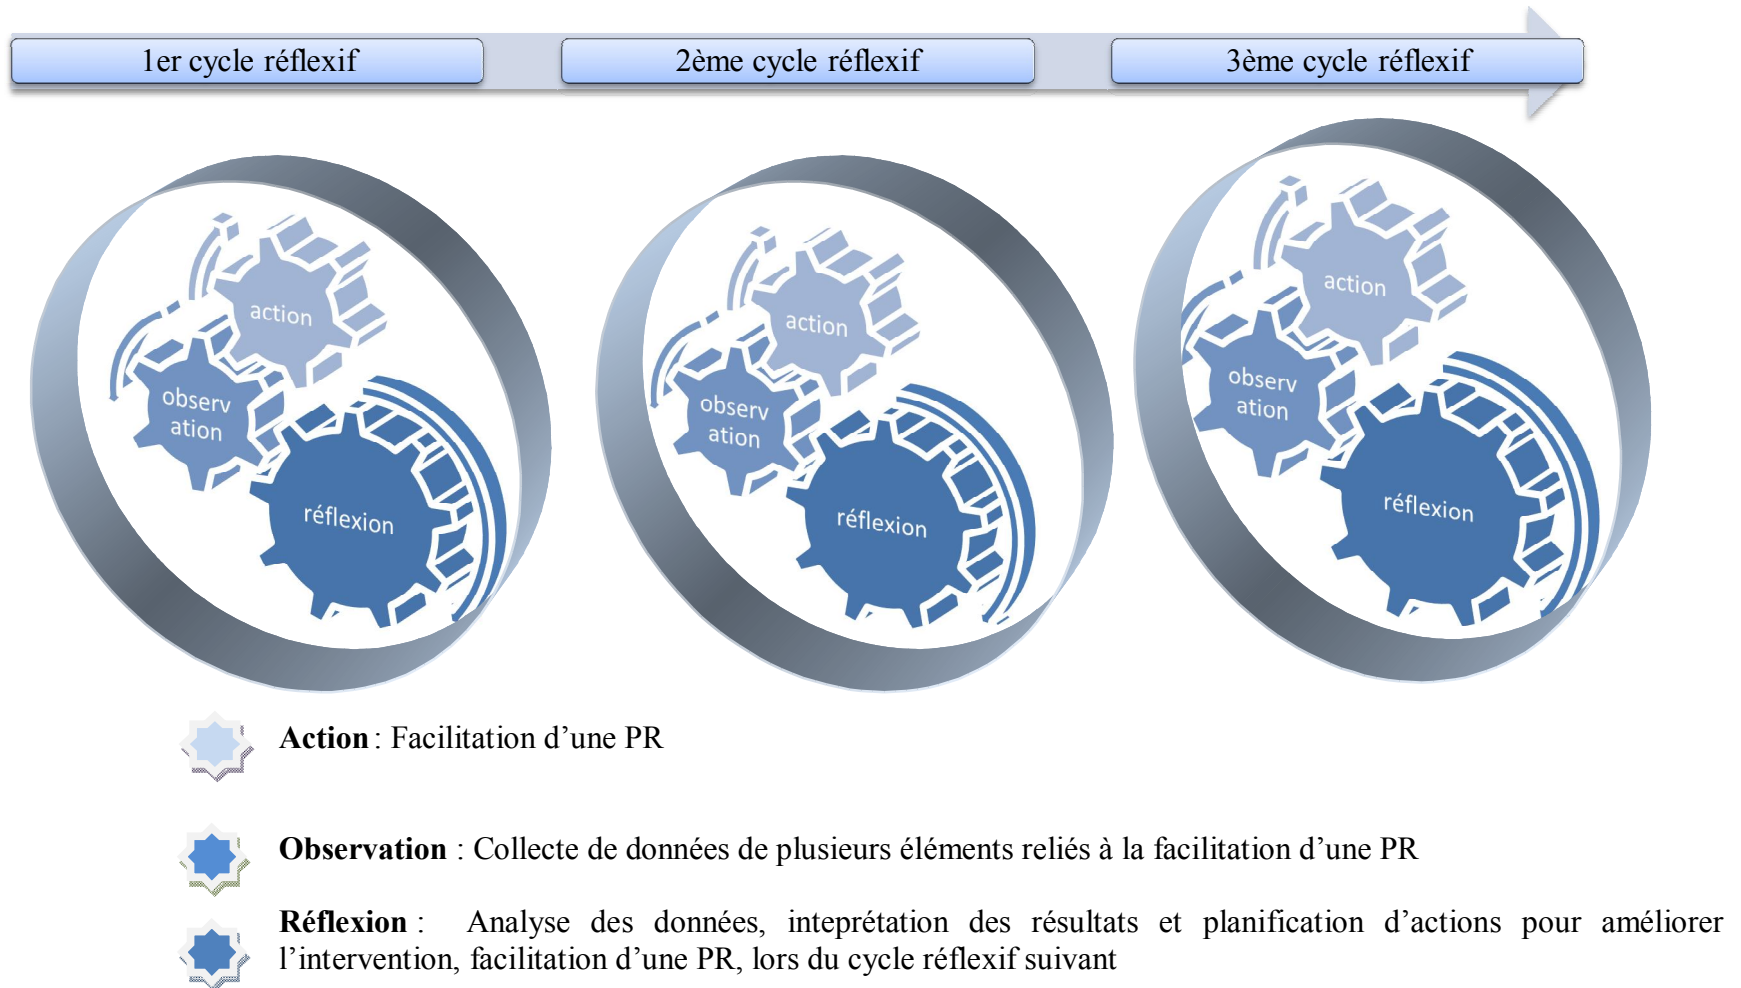 1er cycle réflexif
2ème cycle réflexif
3ème cycle réflexif
action
observ
ation
réflexion
action
observ
ation
réflexion
action
observ
ation
réflexion
Action : Facilitation d’une PR
Observation : Collecte de données de plusieurs éléments reliés à la facilitation d’une PR
Réflexion : Analyse des données, inteprétation des résultats et planification d’actions pour améliorer
l’intervention, facilitation d’une PR, lors du cycle réflexif suivant